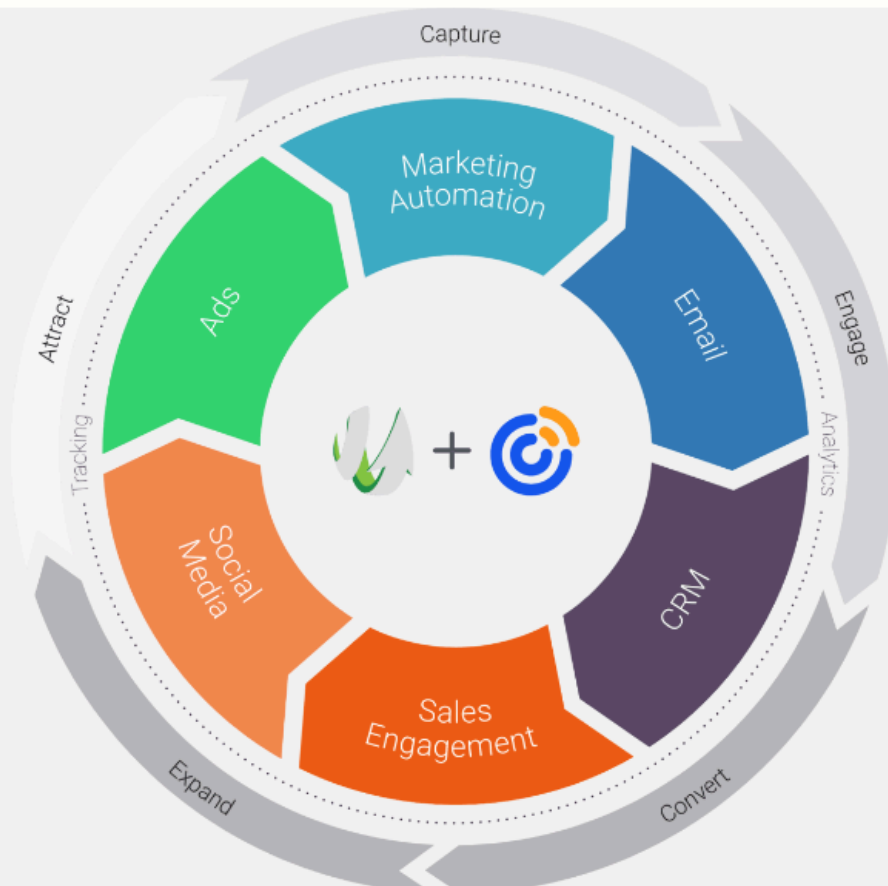 Capture
Marketing
Automation
Ads
Email
Attract
Engage
Tracking
Analytics
Social
Media
CRM
Sales
Engagement
Expand
Convert